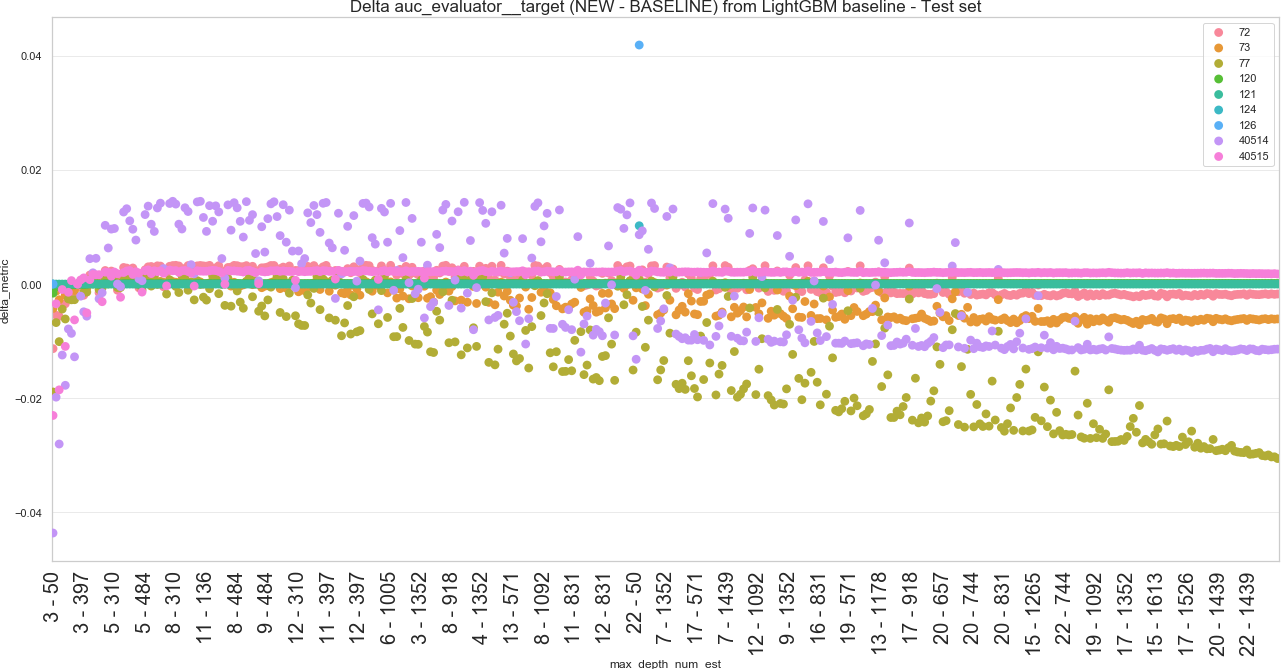 Delta auc_evaluator__target (NEW - BASELINE) from LightGBM baseline - Test set
delta_metric
0.04
0.02
0.00
−0.02
−0.04
72
73
77
120
121
124
126
40514
40515
3 - 50
3 - 397
5 - 310
5 - 484
8 - 310
11 - 136
8 - 484
9 - 484
12 - 310
11 - 397
12 - 397
6 - 1005
3 - 1352
9 - 918
4 - 1352
13 - 571
8 - 1092
11 - 831
12 - 831
22 - 50
7 - 1352
17 - 571
7 - 1439
12 - 1092
9 - 1352
16 - 831
19 - 571
13 - 1178
17 - 918
20 - 657
20 - 744
20 - 831
15 - 1265
22 - 744
19 - 1092
17 - 1352
15 - 1613
17 - 1526
20 - 1439
22 - 1439
max_depth_num_est